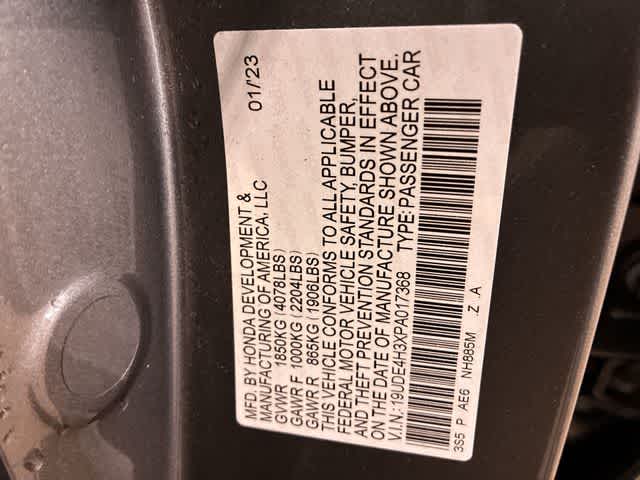 MFD. BY HONDA DEVELOPMENT & 01/23
MANUFACTURING OF AMERICA, LLC
GVWR 1850KG (4078LBS)
GAWR F 1000KG (2204LBS)
GAWR R 865KG (1906LBS)
THIS VEHICLE CONFORMS TO ALL APPLICABLE
FEDERAL MOTOR VEHICLE SAFETY, BUMPER,
AND THEFT PREVENTION STANDARDS IN EFFECT
ON THE DATE OF MANUFACTURE SHOWN ABOVE.
V.I.N.: 19UDE4H3XPA017368 TYPE: PASSENGER CAR
3S5 P AE6 NH885M Z .A